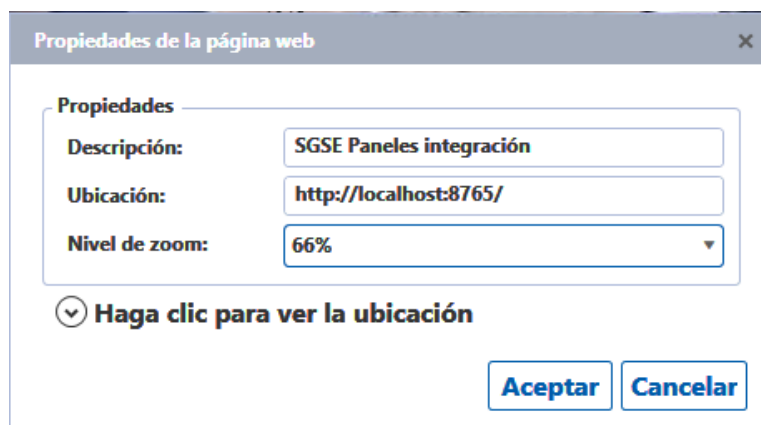 Propiedades de la página web
Propiedades
Descripción: SGSE Paneles integración
Ubicación: http://localhost:8765/
Nivel de zoom: 66%
Haga clic para ver la ubicación
Aceptar Cancelar